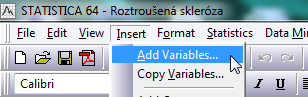 STATISTICA 64 - Roztroušená skleróza
File Edit View Insert Format Statistics Data Mi
Add Variables...
Copy Variables...
Calibri I U